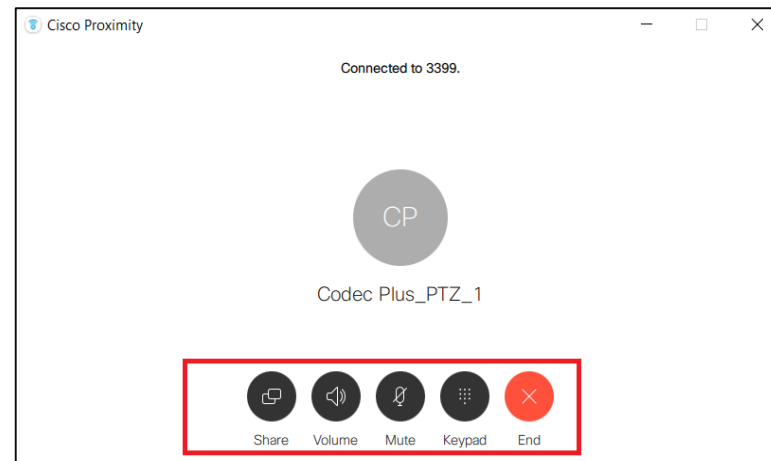 Cisco Proximity
Connected to 3399.
CP
Codec Plus_PTZ_1
Share Volume Mute Keypad End